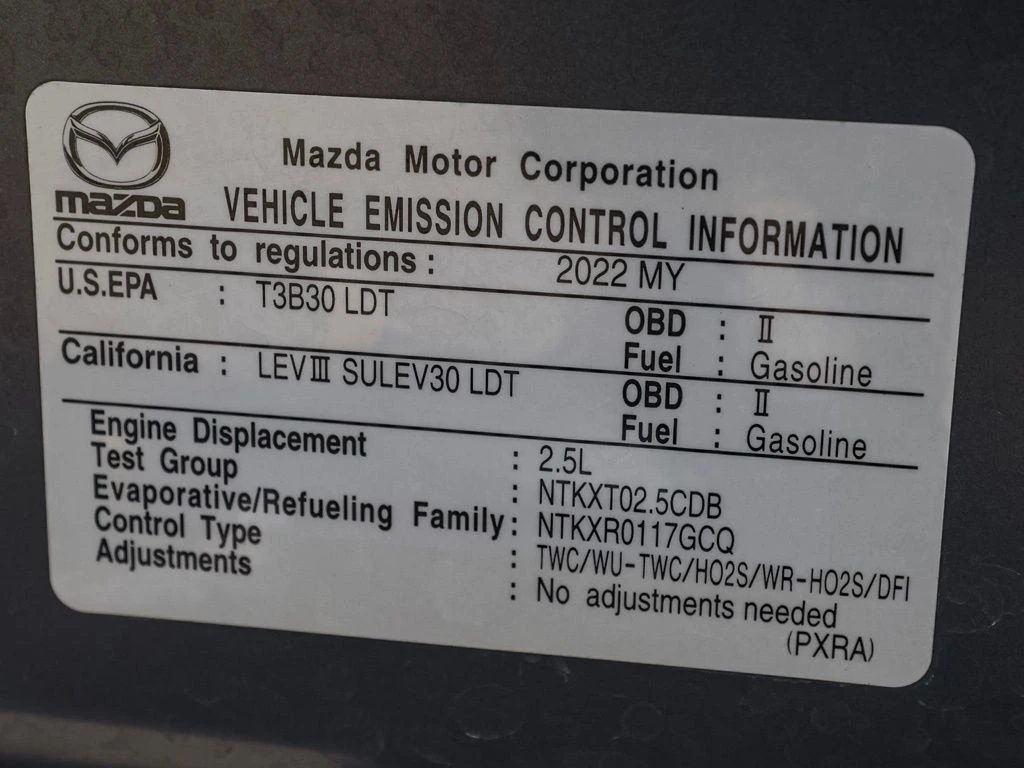 mazda
Mazda Motor Corporation
VEHICLE EMISSION CONTROL INFORMATION
Conforms to regulations : 2022 MY
U.S.EPA : T3B30 LDT OBD : Ⅱ
Fuel : Gasoline
California : LEVⅢ SULEV30 LDT OBD : Ⅱ
Fuel : Gasoline
Engine Displacement : 2.5L
Test Group : NTKXT02.5CDB
Evaporative/Refueling Family : NTKXR0117GCQ
Control Type : TWC/WU-TWC/HO2S/WR-HO2S/DFI
Adjustments : No adjustments needed
(PXRA)